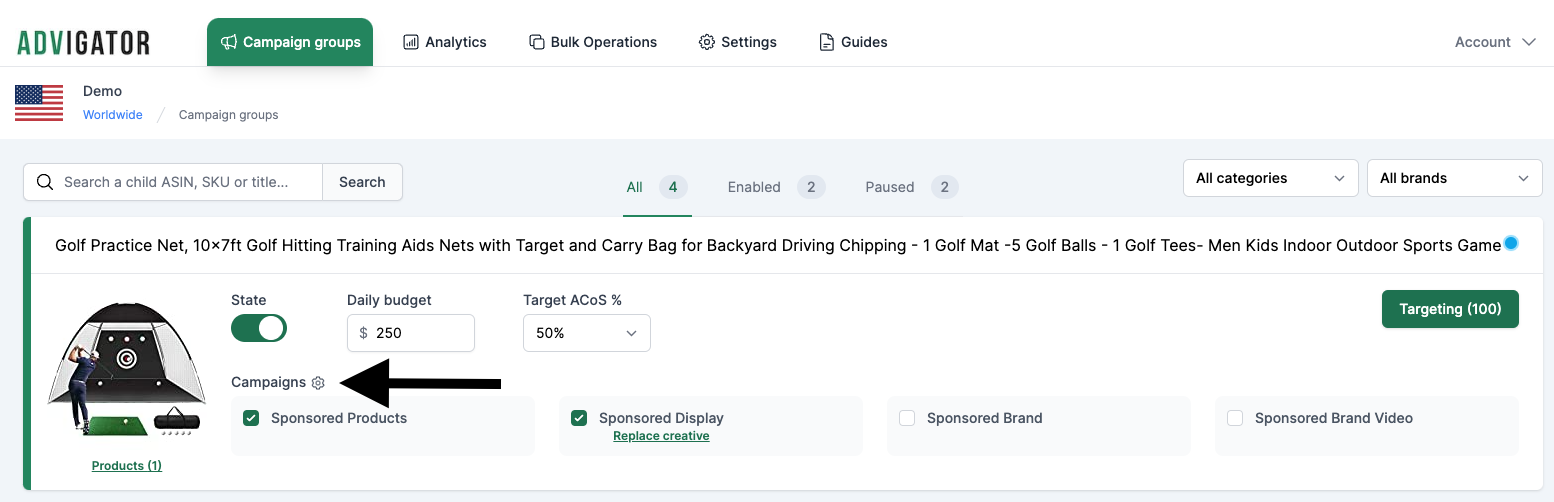 ADVIGATOR
Campaign groups
Analytics
Bulk Operations
Settings
Guides
Account
Demo
Worldwide / Campaign groups
Search a child ASIN, SKU or title...
Search
All 4
Enabled 2
Paused 2
All categories
All brands
Golf Practice Net, 10×7ft Golf Hitting Training Aids Nets with Target and Carry Bag for Backyard Driving Chipping - 1 Golf Mat -5 Golf Balls - 1 Golf Tees- Men Kids Indoor Outdoor Sports Game
State
Daily budget
Target ACoS %
$ 250
50%
Targeting (100)
Campaigns
Sponsored Products
Sponsored Display
Replace creative
Sponsored Brand
Sponsored Brand Video
Products (1)